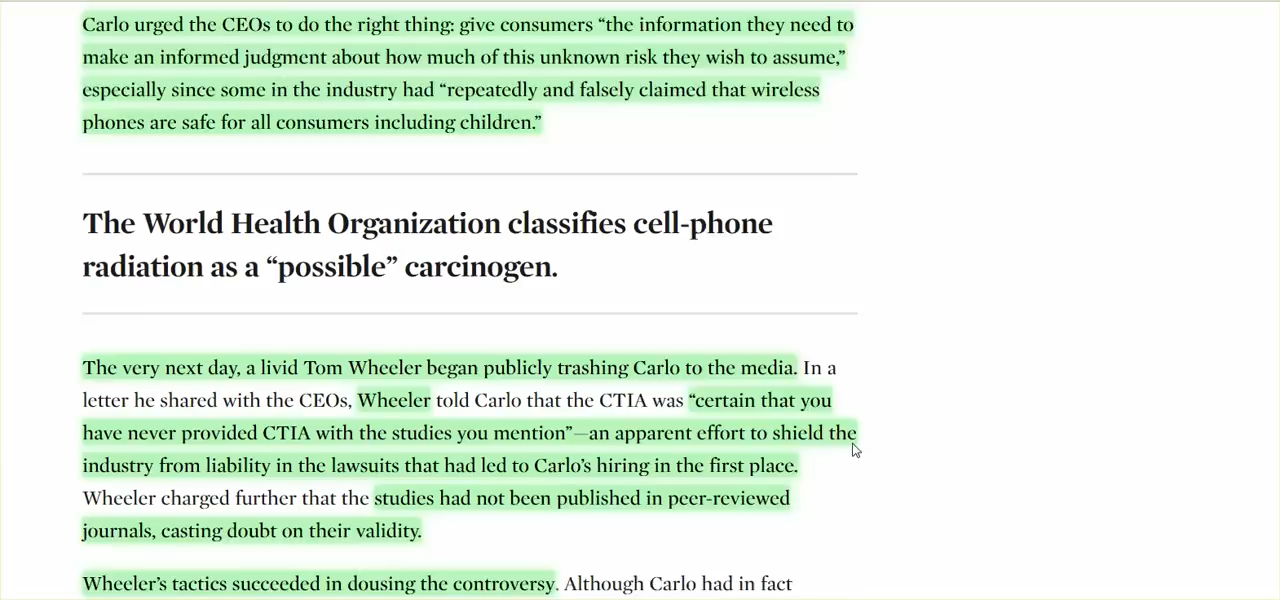 Carlo urged the CEOs to do the right thing: give consumers “the information they need to
make an informed judgment about how much of this unknown risk they wish to assume,”
especially since some in the industry had “repeatedly and falsely claimed that wireless
phones are safe for all consumers including children.”
The World Health Organization classifies cell-phone
radiation as a “possible” carcinogen.
The very next day, a livid Tom Wheeler began publicly trashing Carlo to the media. In a
letter he shared with the CEOs, Wheeler told Carlo that the CTIA was “certain that you
have never provided CTIA with the studies you mention”—an apparent effort to shield the
industry from liability in the lawsuits that had led to Carlo’s hiring in the first place.
Wheeler charged further that the studies had not been published in peer-reviewed
journals, casting doubt on their validity.
Wheeler’s tactics succeeded in dousing the controversy. Although Carlo had in fact